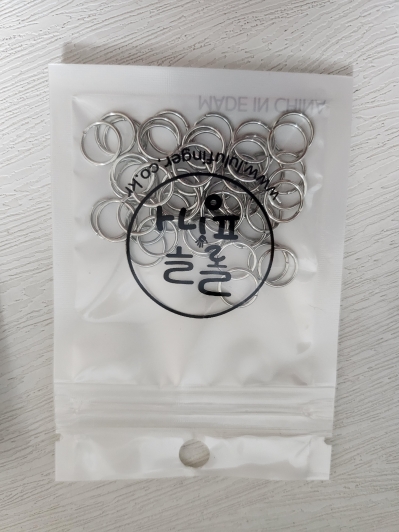 룰루
핑거
www.lulufinger.co.kr
MADE IN CHINA